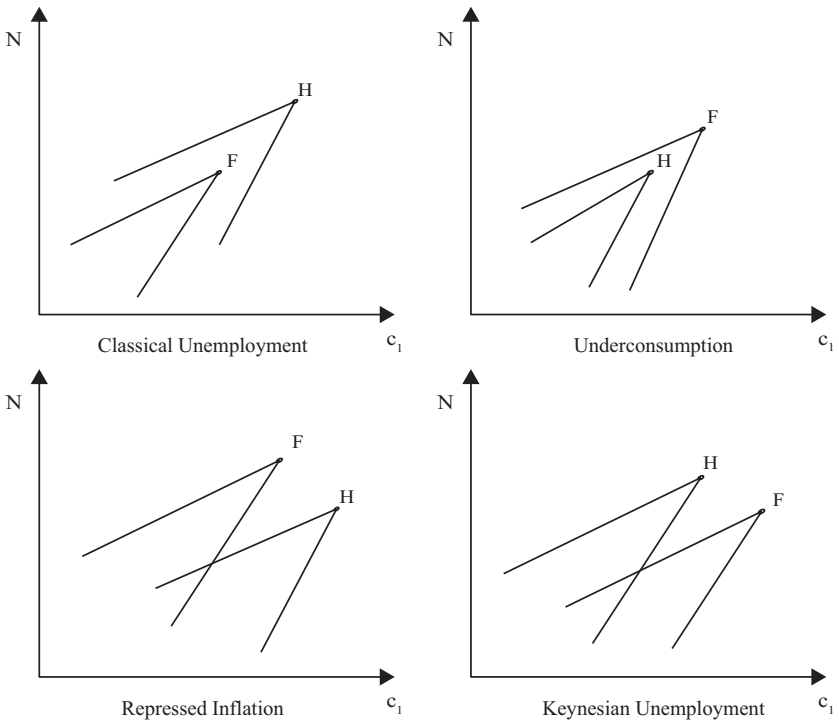 N
H
F
c₁
Classical Unemployment
N
F
H
c₁
Underconsumption
N
F
H
c₁
Repressed Inflation
N
H
F
c₁
Keynesian Unemployment